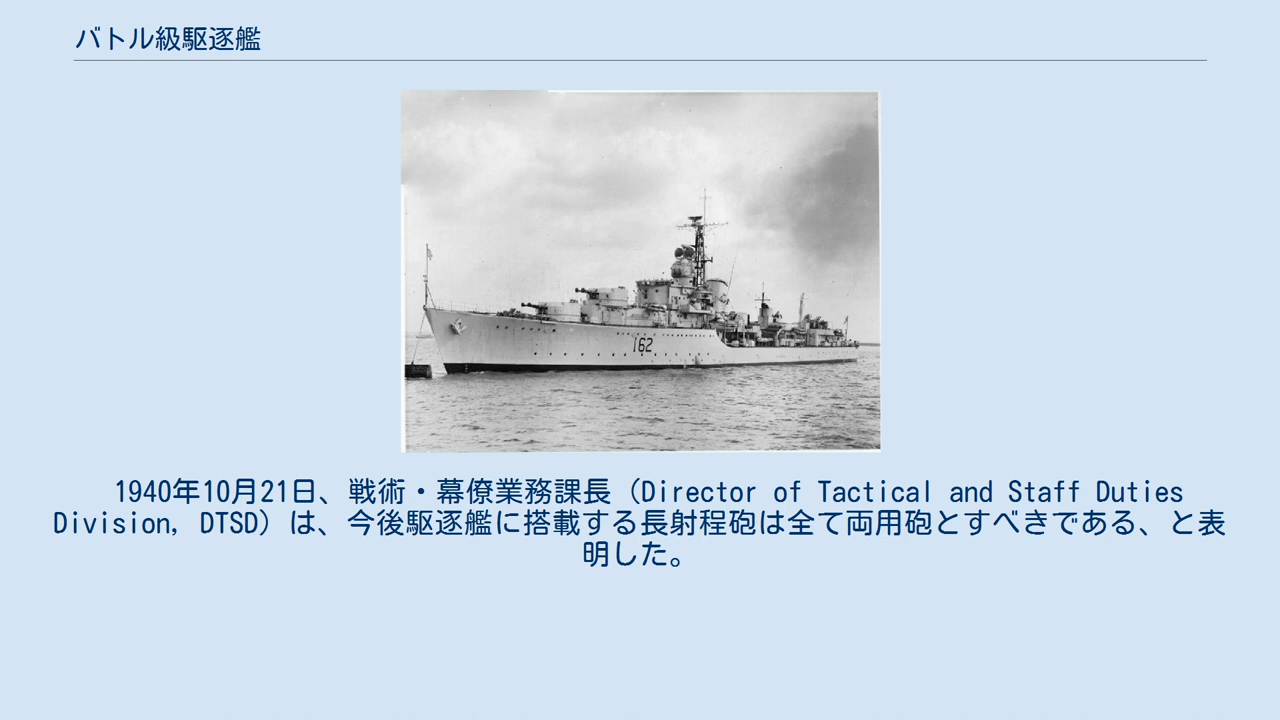 バトル級駆逐艦
162
1940年10月21日、戦術・幕僚業務課長（Director of Tactical and Staff Duties
Division, DTSD）は、今後駆逐艦に搭載する長射程砲は全て両用砲とすべきである、と表
明した。